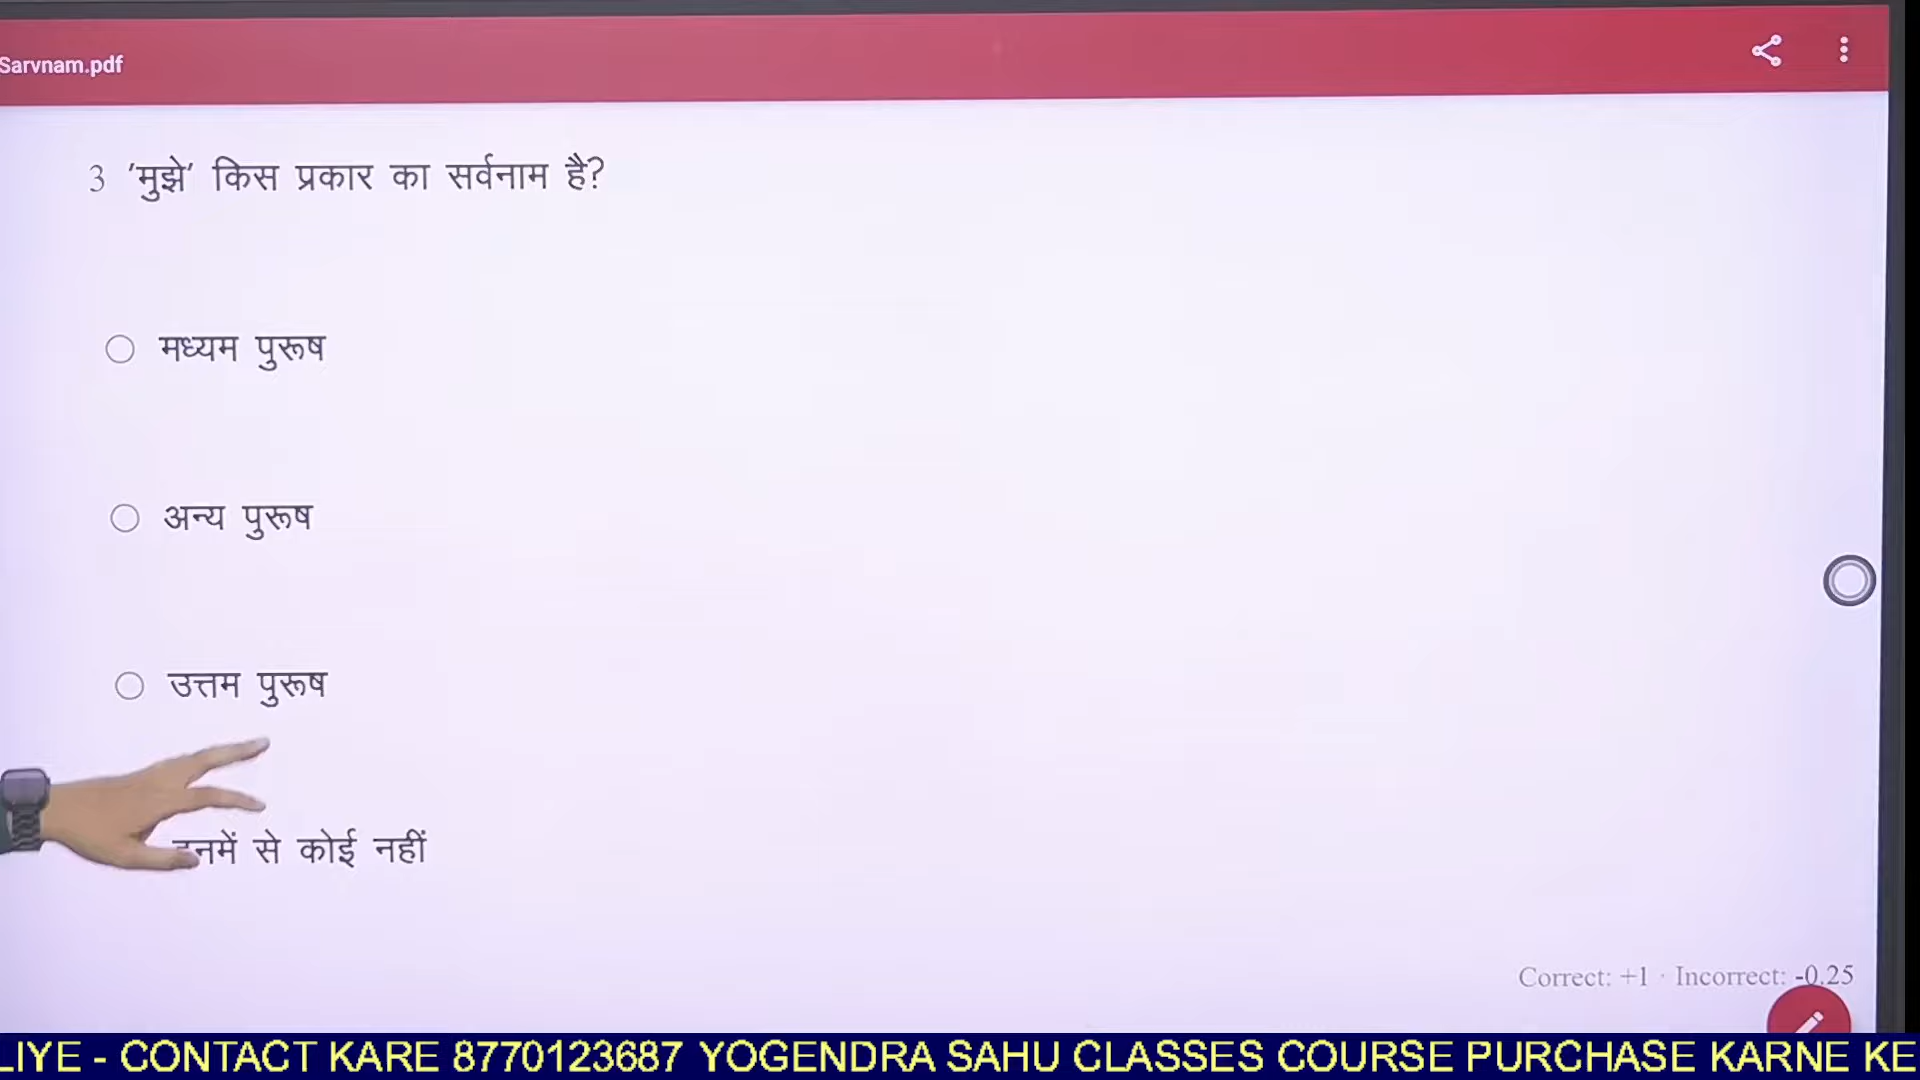 Sarvnam.pdf
3 'मुझे' किस प्रकार का सर्वनाम है?
मध्यम पुरूष
अन्य पुरूष
उत्तम पुरूष
इनमें से कोई नहीं
Correct: +1 · Incorrect: -0.25
LIYE - CONTACT KARE 8770123687 YOGENDRA SAHU CLASSES COURSE PURCHASE KARNE KE